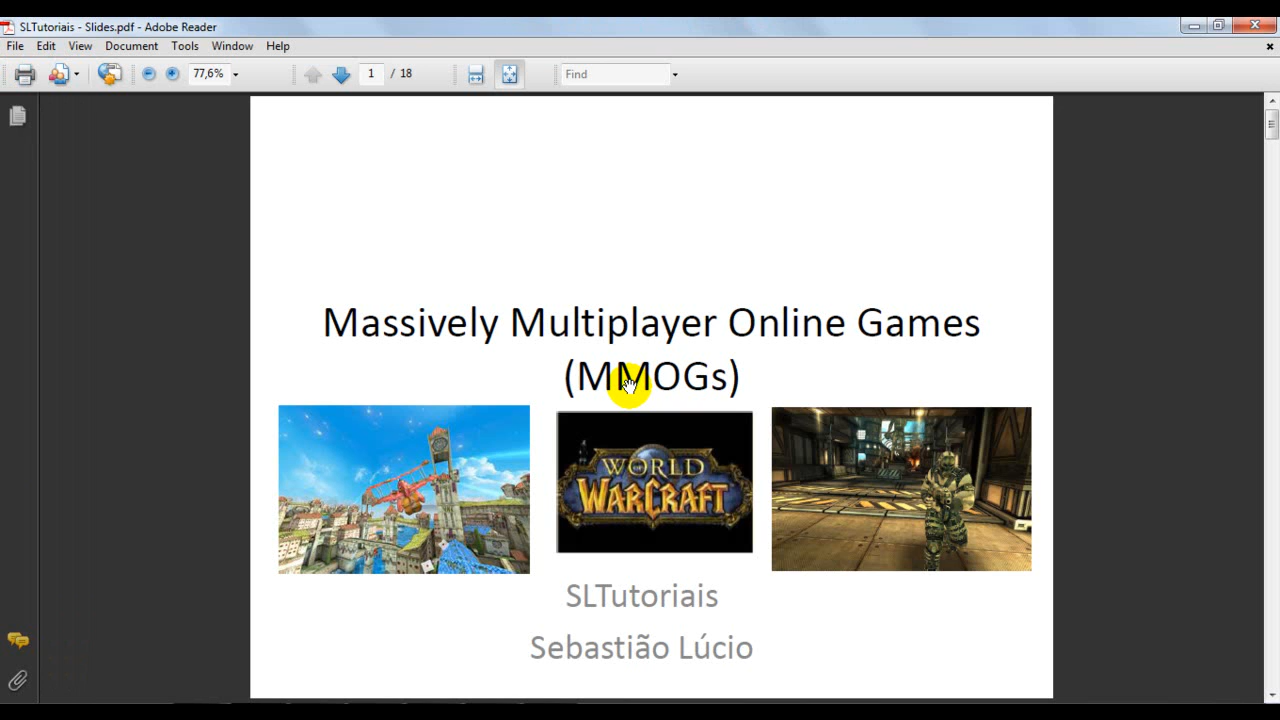 SLTutoriais - Slides.pdf - Adobe Reader
File Edit View Document Tools Window Help
77,6% 1 / 18 Find
Massively Multiplayer Online Games
(MMOGs)
WORLD
WARCRAFT
SLTutoriais
Sebastião Lúcio